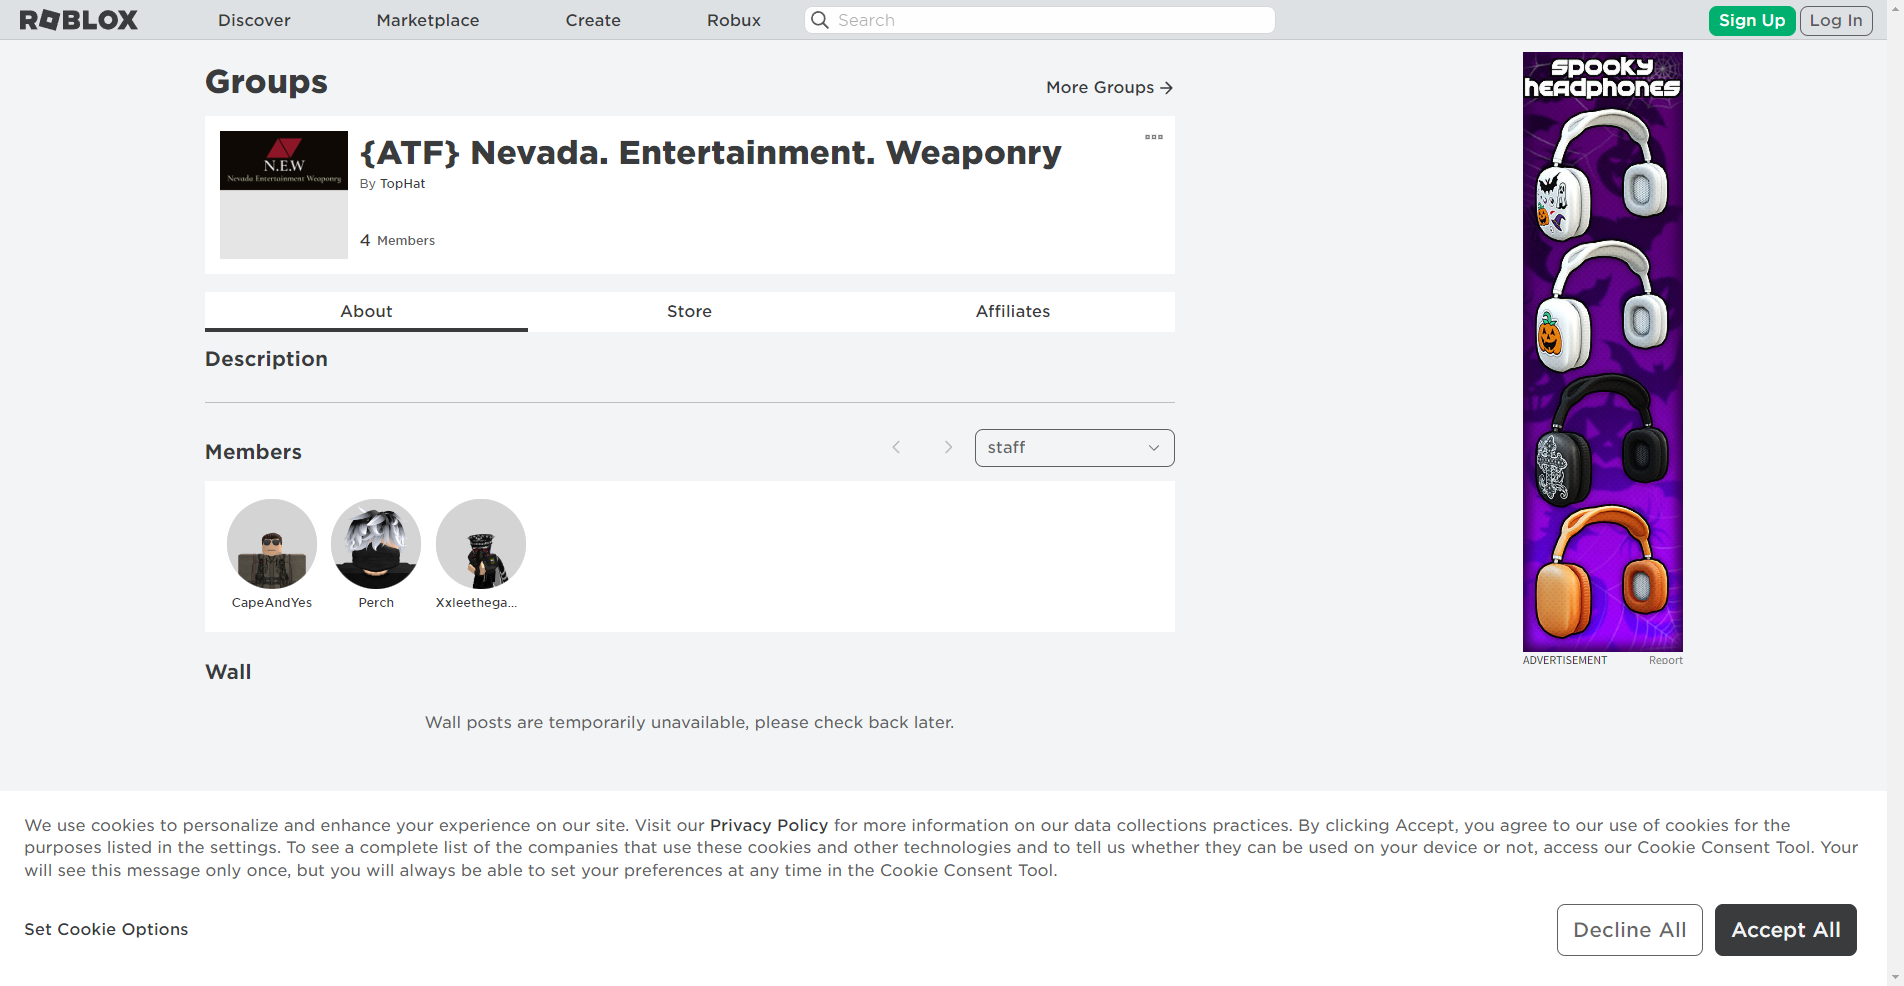 ROBLOX
Discover
Marketplace
Create
Robux
Search
Sign Up
Log In
Groups
More Groups
N.E.W
Nevada Entertainment Weaponry
{ATF} Nevada. Entertainment. Weaponry
By TopHat
4 Members
About
Store
Affiliates
Description
Members
staff
CapeAndYes
Perch
Xxleethega...
Wall
Wall posts are temporarily unavailable, please check back later.
spooky
headphones
ADVERTISEMENT
Report
We use cookies to personalize and enhance your experience on our site. Visit our Privacy Policy for more information on our data collections practices. By clicking Accept, you agree to our use of cookies for the
purposes listed in the settings. To see a complete list of the companies that use these cookies and other technologies and to tell us whether they can be used on your device or not, access our Cookie Consent Tool. Your
will see this message only once, but you will always be able to set your preferences at any time in the Cookie Consent Tool.
Set Cookie Options
Decline All
Accept All